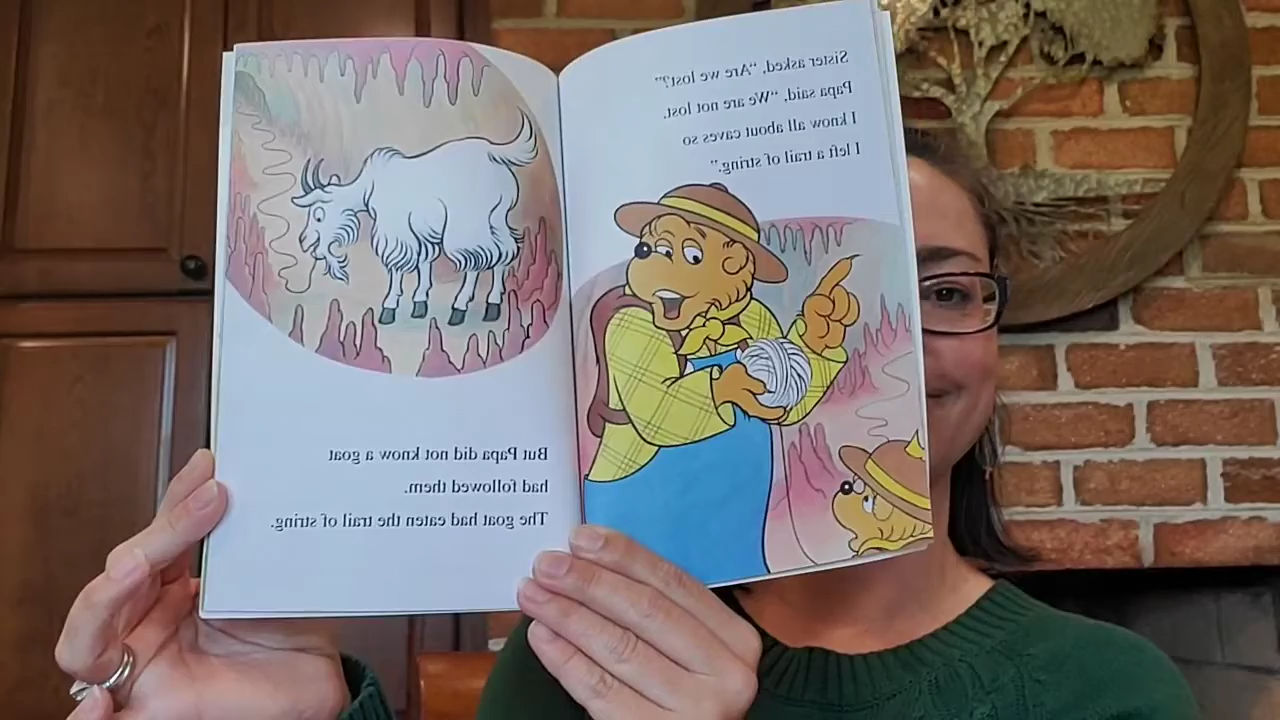 Sister asked, "Are we lost?"
Papa said, "We are not lost.
I know all about caves so
I left a trail of string."
But Papa did not know a goat
had followed them.
The goat had eaten the trail of string.